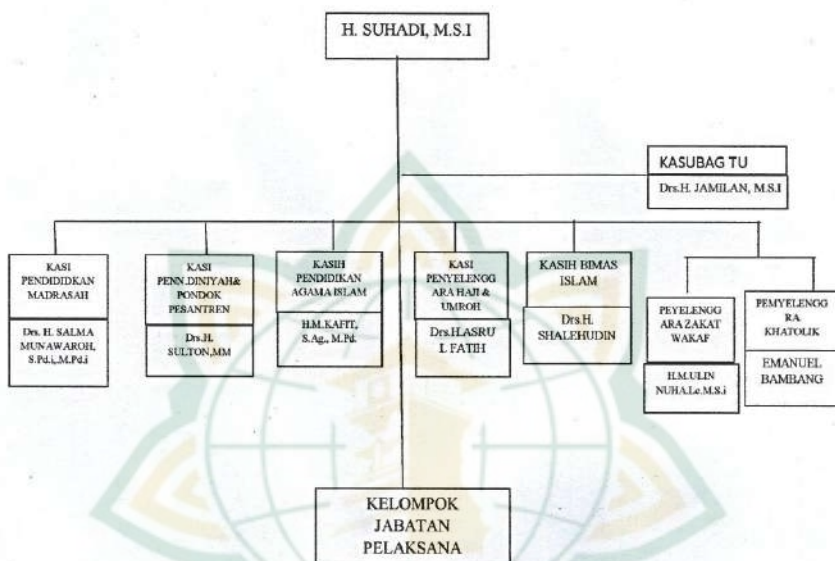 H. SUHADI, M.S.I
KASUBAG TU
Drs.H. JAMILAN, M.S.I
KASI
PENDIDIDKAN
MADRASAH
Drs. H. SALMA
MUNAWAROH,
S.Pd.i,.M.Pd.i
KASI
PENN.DINIYAH&
PONDOK
PESANTREN
Drs.H.
SULTON,MM
KASIH
PENDIDIKAN
AGAMA ISLAM
H.M.KAFIT,
S.Ag., M.Pd.
KASI
PENYELENGG
ARA HAJI &
UMROH
Drs.H.ASRU
L FATIH
KASIH BIMAS
ISLAM
Drs.H.
SHALEHUDIN
PEYELENGG
ARA ZAKAT
WAKAF
H.M.ULIN
NUHA.Lc.M.S.i
PEMYELENGG
RA
KHATOLIK
EMANUEL
BAMBANG
KELOMPOK
JABATAN
PELAKSANA